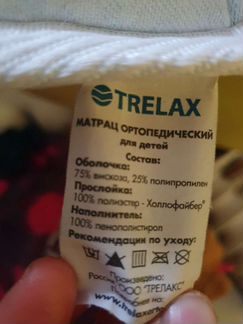 TRELAX
МАТРАЦ ОРТОПЕДИЧЕСКИЙ
для детей
Состав:
Оболочка:
75% вискоза, 25% полипропилен
Прослойка:
100% полиэстер - Холлофайбер®
Наполнитель:
100% пенополистирол
Рекомендации по уходу:
Произведено:
ООО "ТРЕЛАКС"